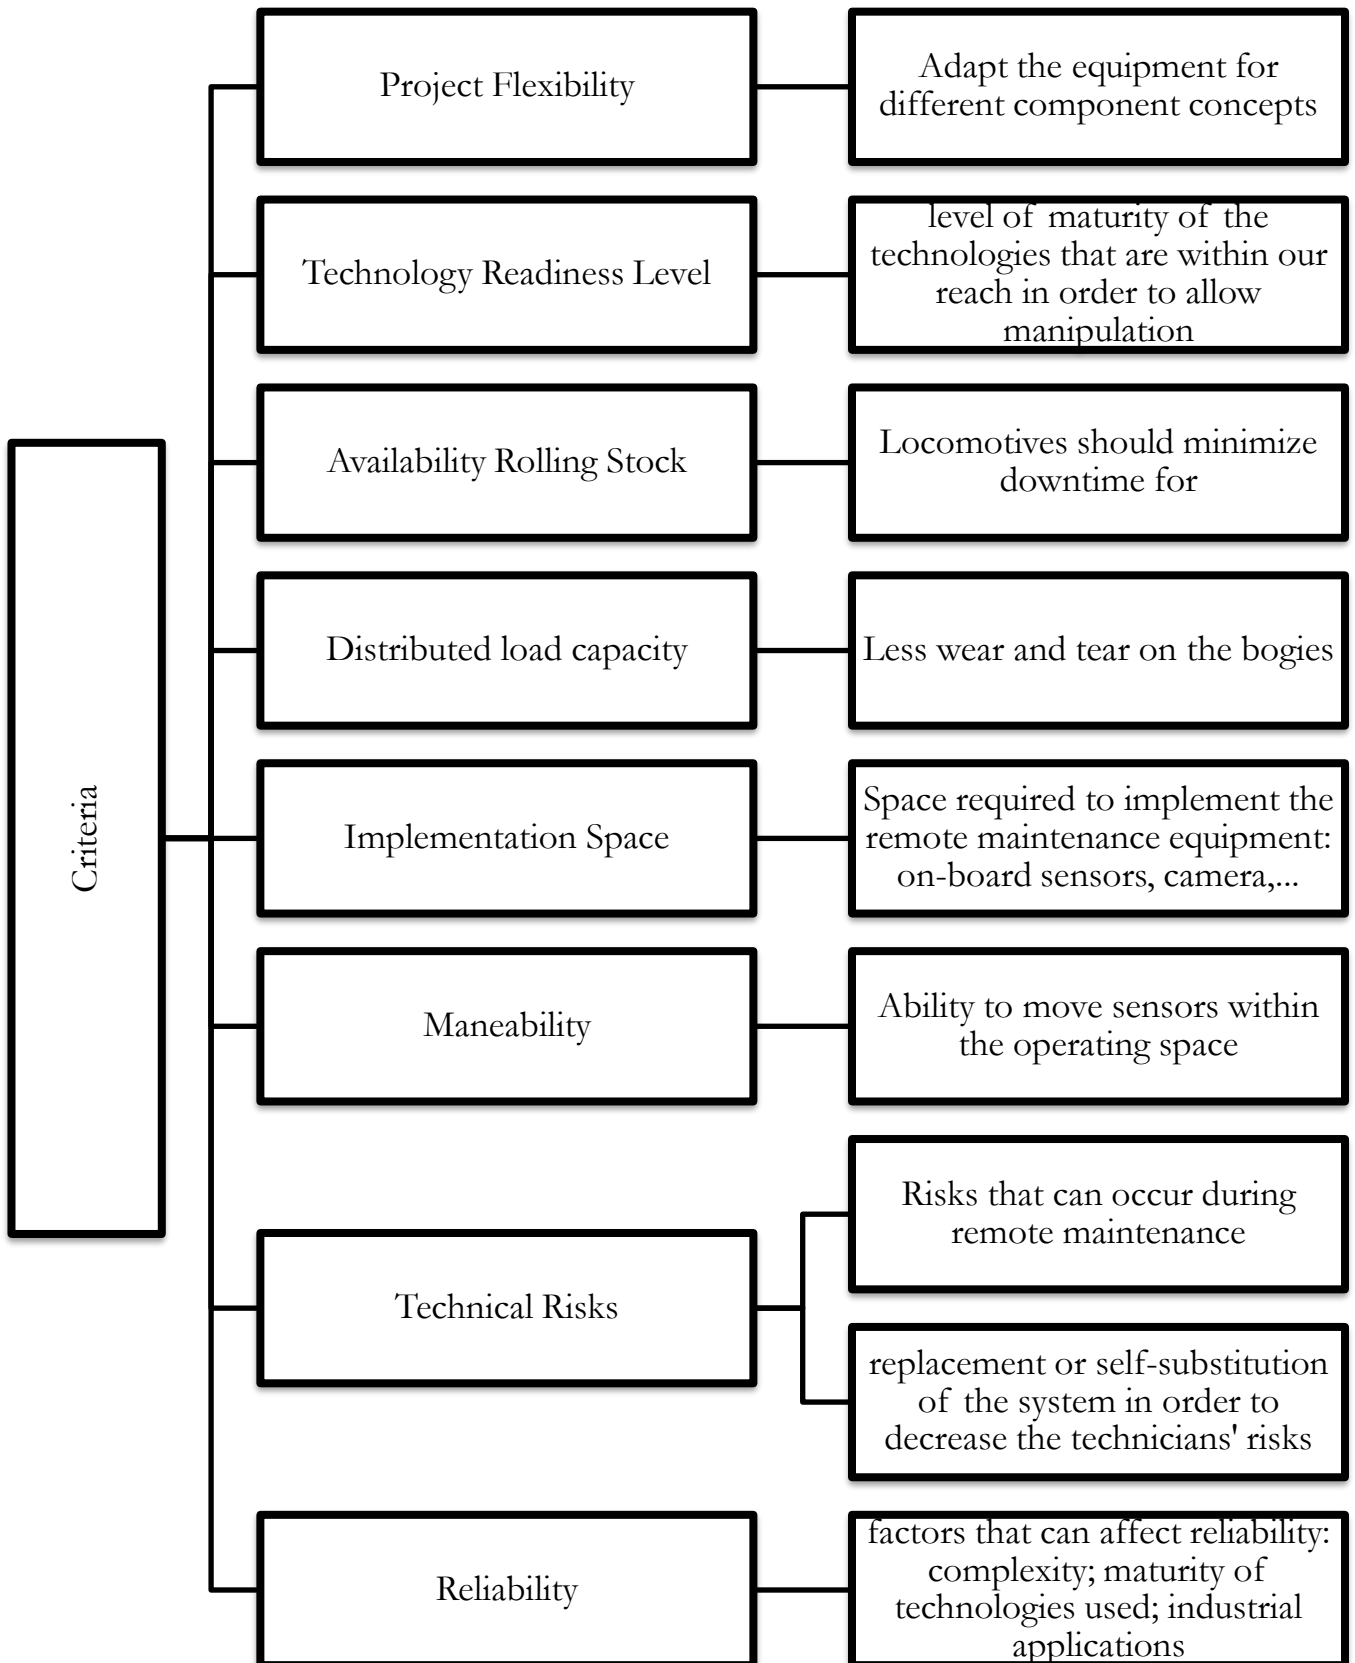 Criteria
Project Flexibility
Adapt the equipment for
different component concepts
Technology Readiness Level
level of maturity of the
technologies that are within our
reach in order to allow
manipulation
Availability Rolling Stock
Locomotives should minimize
downtime for
Distributed load capacity
Less wear and tear on the bogies
Implementation Space
Space required to implement the
remote maintenance equipment:
on-board sensors, camera,...
Maneability
Ability to move sensors within
the operating space
Technical Risks
Risks that can occur during
remote maintenance
replacement or self-substitution
of the system in order to
decrease the technicians' risks
Reliability
factors that can affect reliability:
complexity; maturity of
technologies used; industrial
applications